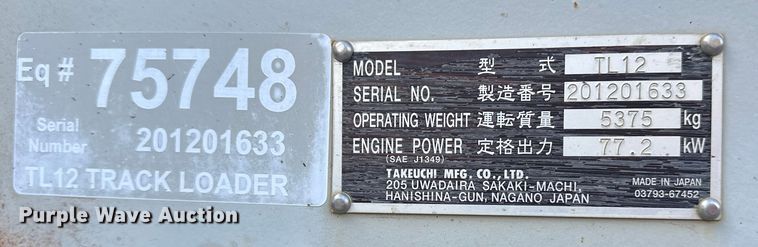 Eq # 75748
Serial Number 201201633
TL12 TRACK LOADER
MODEL 型 式 TL12
SERIAL NO. 製造番号 201201633
OPERATING WEIGHT 運転質量 5375 kg
ENGINE POWER 定格出力 77.2 kW
(SAE J1349)
TAKEUCHI MFG. CO., LTD.
205 UWADAIRA SAKAKI-MACHI,
HANISHINA-GUN, NAGANO JAPAN
MADE IN JAPAN
03793-67452
Purple Wave Auction